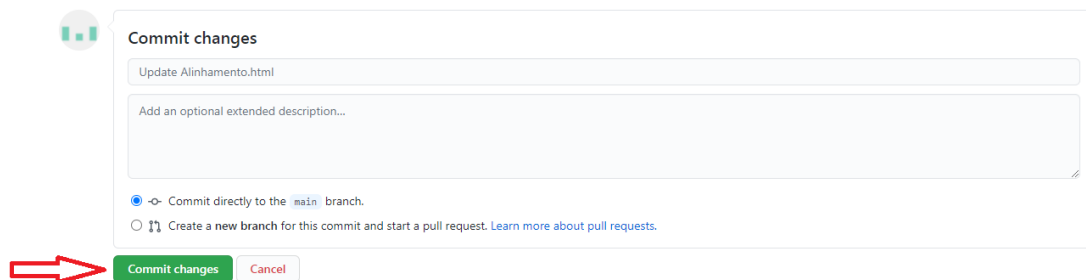 Commit changes
Update Alinhamento.html
Add an optional extended description...
Commit directly to the main branch.
Create a new branch for this commit and start a pull request. Learn more about pull requests.
Commit changes Cancel